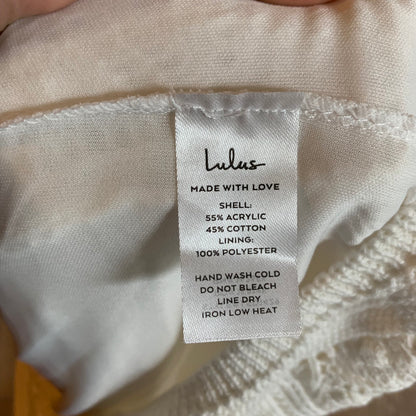 Lulus
MADE WITH LOVE
SHELL:
55% ACRYLIC
45% COTTON
LINING:
100% POLYESTER
HAND WASH COLD
DO NOT BLEACH
LINE DRY
IRON LOW HEAT